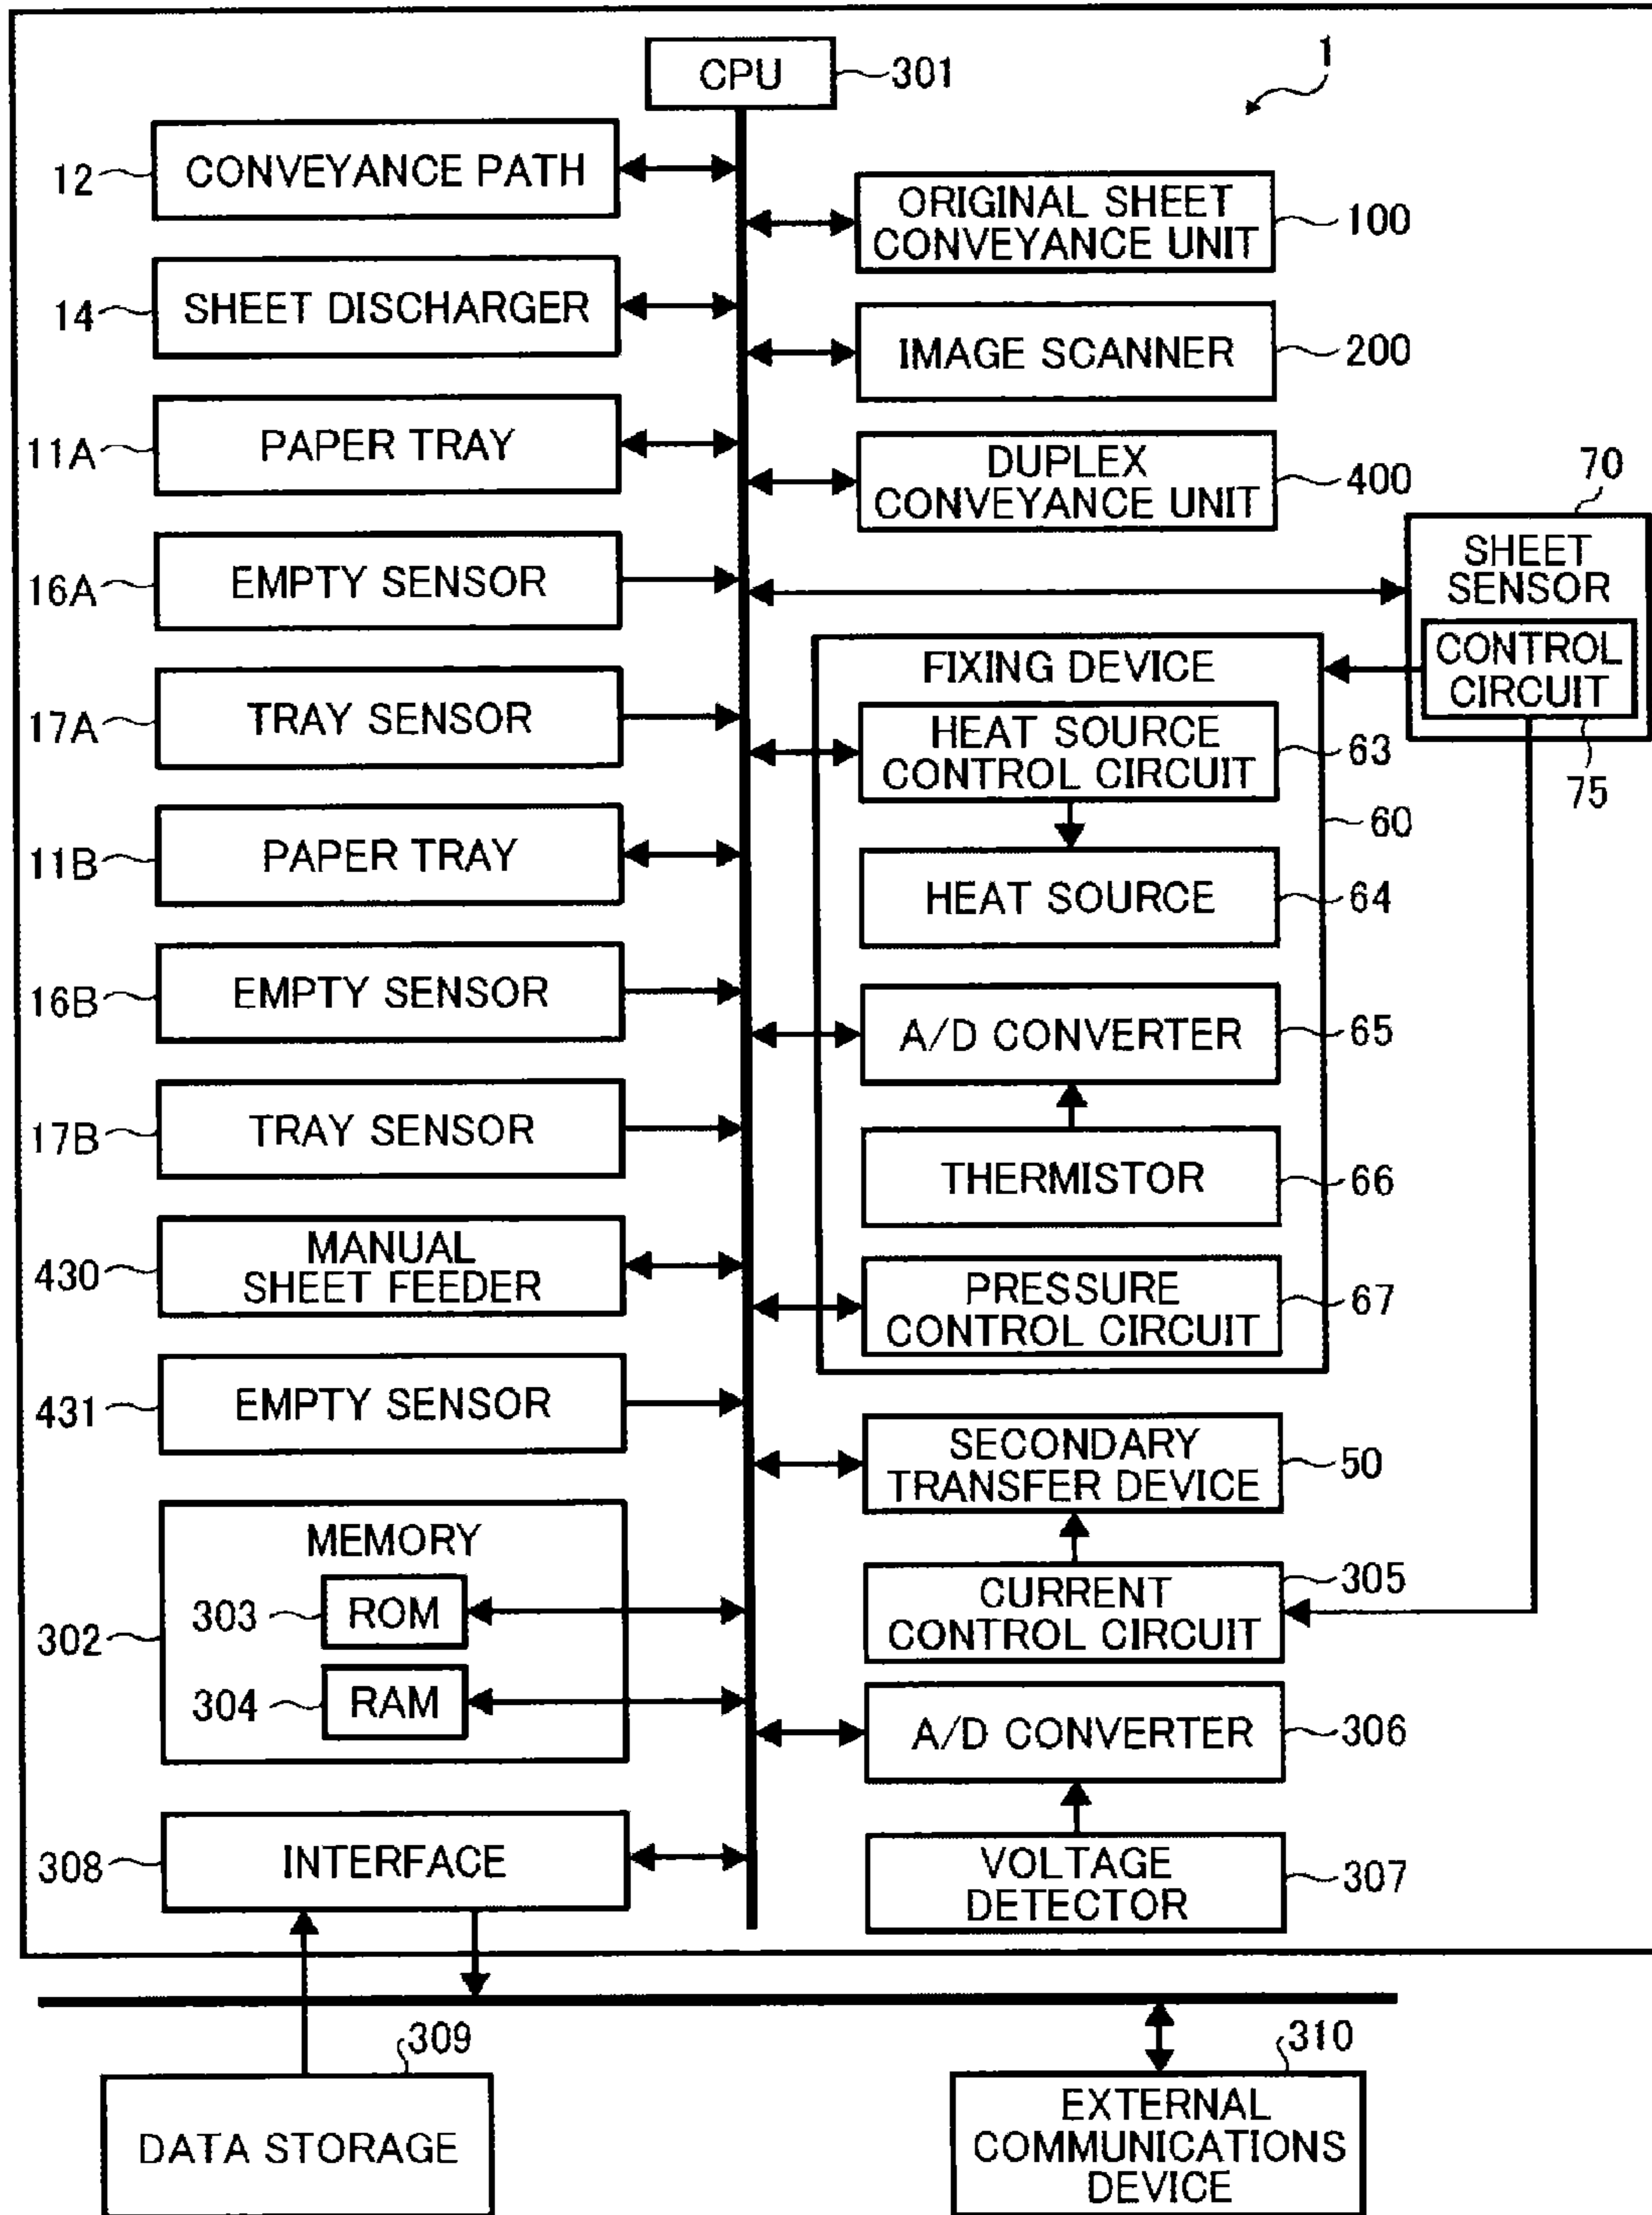 1
CPU
301
12
CONVEYANCE PATH
ORIGINAL SHEET
CONVEYANCE UNIT
100
14
SHEET DISCHARGER
IMAGE SCANNER
200
11A
PAPER TRAY
DUPLEX
CONVEYANCE UNIT
400
70
SHEET
SENSOR
CONTROL
CIRCUIT
75
16A
EMPTY SENSOR
FIXING DEVICE
17A
TRAY SENSOR
HEAT SOURCE
CONTROL CIRCUIT
63
60
11B
PAPER TRAY
HEAT SOURCE
64
16B
EMPTY SENSOR
A/D CONVERTER
65
17B
TRAY SENSOR
THERMISTOR
66
430
MANUAL
SHEET FEEDER
PRESSURE
CONTROL CIRCUIT
67
431
EMPTY SENSOR
SECONDARY
TRANSFER DEVICE
50
MEMORY
303
ROM
302
304
RAM
CURRENT
CONTROL CIRCUIT
305
A/D CONVERTER
306
308
INTERFACE
VOLTAGE
DETECTOR
307
309
DATA STORAGE
310
EXTERNAL
COMMUNICATIONS
DEVICE